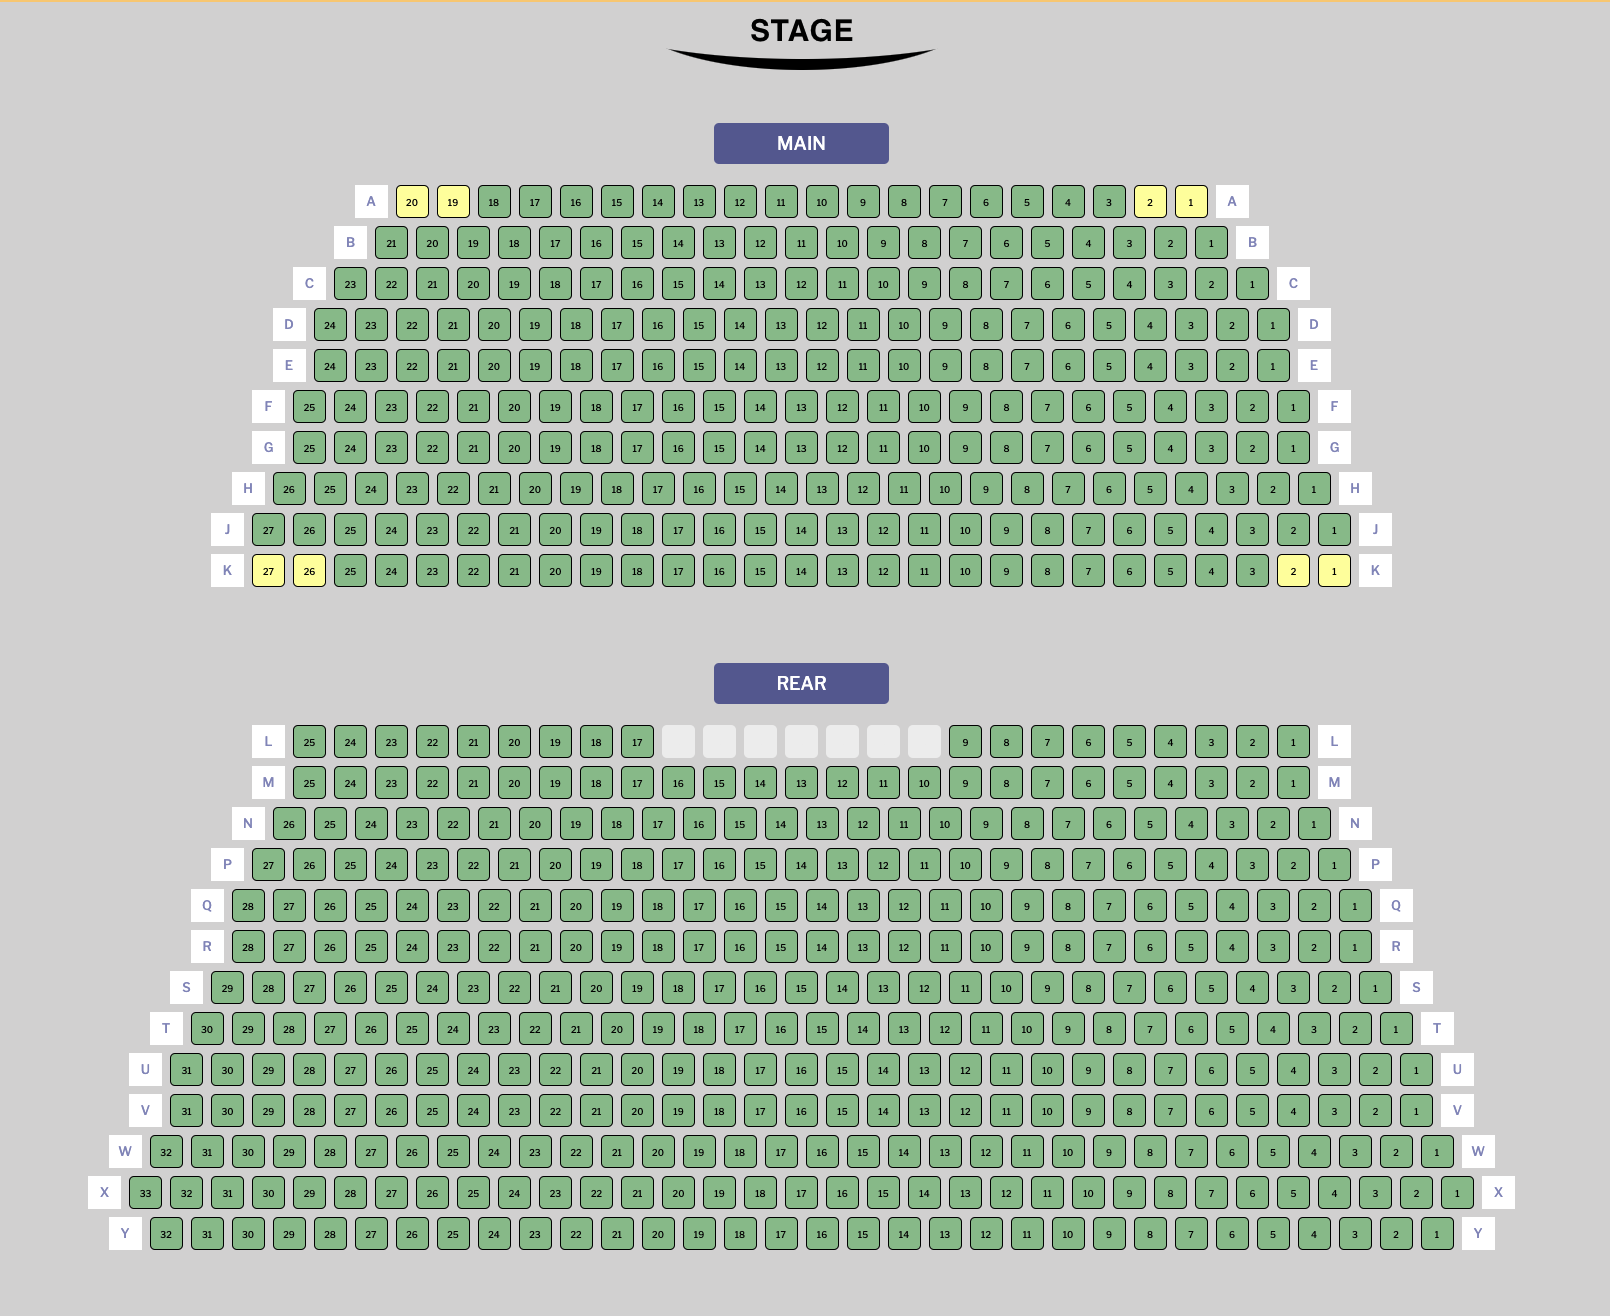 STAGE
MAIN
A 20 19 18 17 16 15 14 13 12 11 10 9 8 7 6 5 4 3 2 1 A
B 21 20 19 18 17 16 15 14 13 12 11 10 9 8 7 6 5 4 3 2 1 B
C 23 22 21 20 19 18 17 16 15 14 13 12 11 10 9 8 7 6 5 4 3 2 1 C
D 24 23 22 21 20 19 18 17 16 15 14 13 12 11 10 9 8 7 6 5 4 3 2 1 D
E 24 23 22 21 20 19 18 17 16 15 14 13 12 11 10 9 8 7 6 5 4 3 2 1 E
F 25 24 23 22 21 20 19 18 17 16 15 14 13 12 11 10 9 8 7 6 5 4 3 2 1 F
G 25 24 23 22 21 20 19 18 17 16 15 14 13 12 11 10 9 8 7 6 5 4 3 2 1 G
H 26 25 24 23 22 21 20 19 18 17 16 15 14 13 12 11 10 9 8 7 6 5 4 3 2 1 H
J 27 26 25 24 23 22 21 20 19 18 17 16 15 14 13 12 11 10 9 8 7 6 5 4 3 2 1 J
K 27 26 25 24 23 22 21 20 19 18 17 16 15 14 13 12 11 10 9 8 7 6 5 4 3 2 1 K
REAR
L 25 24 23 22 21 20 19 18 17 9 8 7 6 5 4 3 2 1 L
M 25 24 23 22 21 20 19 18 17 16 15 14 13 12 11 10 9 8 7 6 5 4 3 2 1 M
N 26 25 24 23 22 21 20 19 18 17 16 15 14 13 12 11 10 9 8 7 6 5 4 3 2 1 N
P 27 26 25 24 23 22 21 20 19 18 17 16 15 14 13 12 11 10 9 8 7 6 5 4 3 2 1 P
Q 28 27 26 25 24 23 22 21 20 19 18 17 16 15 14 13 12 11 10 9 8 7 6 5 4 3 2 1 Q
R 28 27 26 25 24 23 22 21 20 19 18 17 16 15 14 13 12 11 10 9 8 7 6 5 4 3 2 1 R
S 29 28 27 26 25 24 23 22 21 20 19 18 17 16 15 14 13 12 11 10 9 8 7 6 5 4 3 2 1 S
T 30 29 28 27 26 25 24 23 22 21 20 19 18 17 16 15 14 13 12 11 10 9 8 7 6 5 4 3 2 1 T
U 31 30 29 28 27 26 25 24 23 22 21 20 19 18 17 16 15 14 13 12 11 10 9 8 7 6 5 4 3 2 1 U
V 31 30 29 28 27 26 25 24 23 22 21 20 19 18 17 16 15 14 13 12 11 10 9 8 7 6 5 4 3 2 1 V
W 32 31 30 29 28 27 26 25 24 23 22 21 20 19 18 17 16 15 14 13 12 11 10 9 8 7 6 5 4 3 2 1 W
X 33 32 31 30 29 28 27 26 25 24 23 22 21 20 19 18 17 16 15 14 13 12 11 10 9 8 7 6 5 4 3 2 1 X
Y 32 31 30 29 28 27 26 25 24 23 22 21 20 19 18 17 16 15 14 13 12 11 10 9 8 7 6 5 4 3 2 1 Y